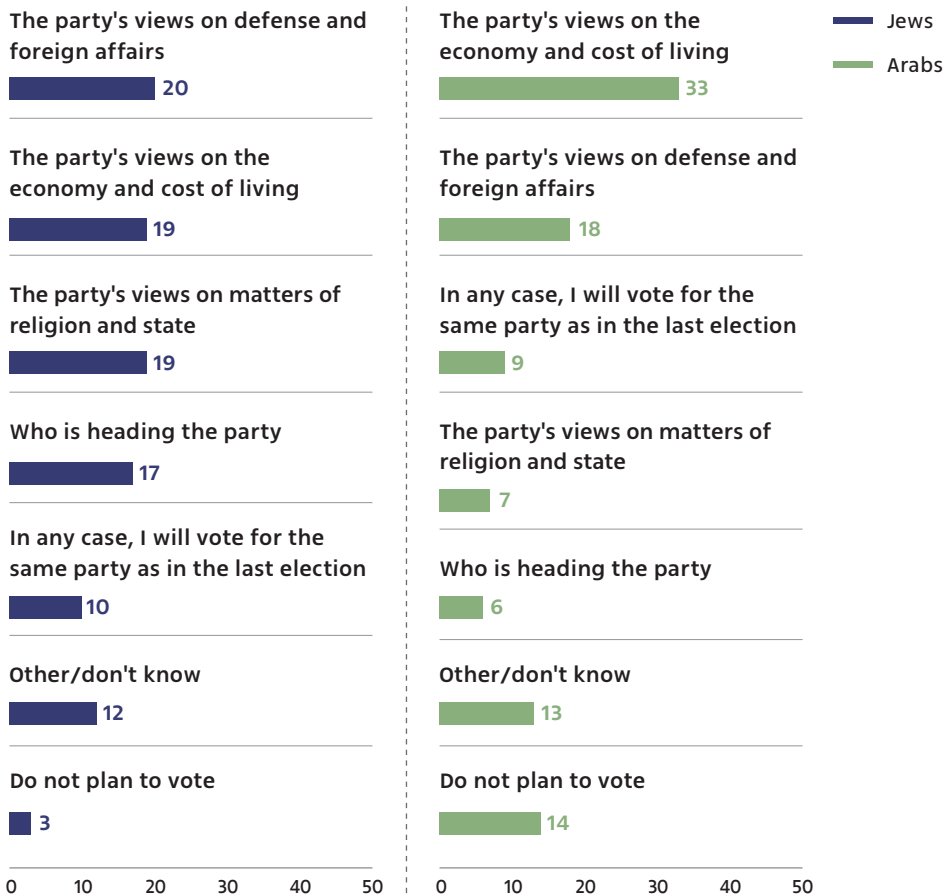 The party's views on defense and
foreign affairs
20
The party's views on the
economy and cost of living
19
The party's views on matters of
religion and state
19
Who is heading the party
17
In any case, I will vote for the
same party as in the last election
10
Other/don't know
12
Do not plan to vote
3
0 10 20 30 40 50
The party's views on the
economy and cost of living
33
The party's views on defense and
foreign affairs
18
In any case, I will vote for the
same party as in the last election
9
The party's views on matters of
religion and state
7
Who is heading the party
6
Other/don't know
13
Do not plan to vote
14
0 10 20 30 40 50
Jews
Arabs